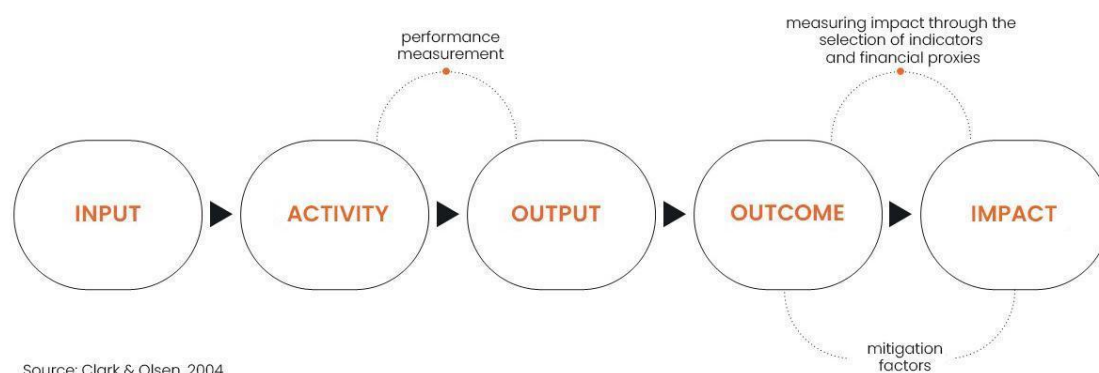 performance
measurement
measuring impact through the
selection of indicators
and financial proxies
INPUT
ACTIVITY
OUTPUT
OUTCOME
IMPACT
mitigation
factors
Source: Clark & Olsen, 2004